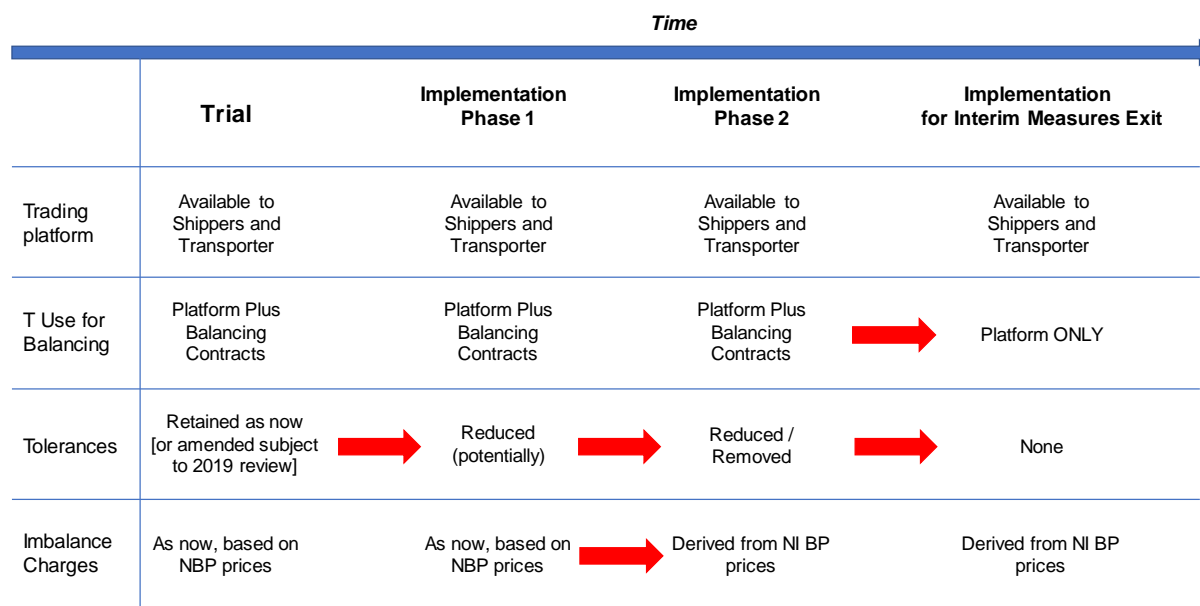 Time
Trial
Implementation
Phase 1
Implementation
Phase 2
Implementation
for Interim Measures Exit
Trading
platform
Available to
Shippers and
Transporter
Available to
Shippers and
Transporter
Available to
Shippers and
Transporter
Available to
Shippers and
Transporter
T Use for
Balancing
Platform Plus
Balancing
Contracts
Platform Plus
Balancing
Contracts
Platform Plus
Balancing
Contracts
Platform ONLY
Tolerances
Retained as now
[or amended subject
to 2019 review]
Reduced
(potentially)
Reduced /
Removed
None
Imbalance
Charges
As now, based on
NBP prices
As now, based on
NBP prices
Derived from NI BP
prices
Derived from NI BP
prices